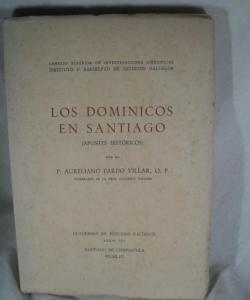 CONSEJO SUPERIOR DE INVESTIGACIONES CIENTIFICAS
INSTITUTO P. SARMIENTO DE ESTUDIOS GALLEGOS
LOS DOMINICOS
EN SANTIAGO
(APUNTES HISTÓRICOS)
POR EL
P. AURELIANO PARDO VILLAR, O. P.
CUADERNOS DE ESTUDIOS GALLEGOS
SANTIAGO DE COMPOSTELA